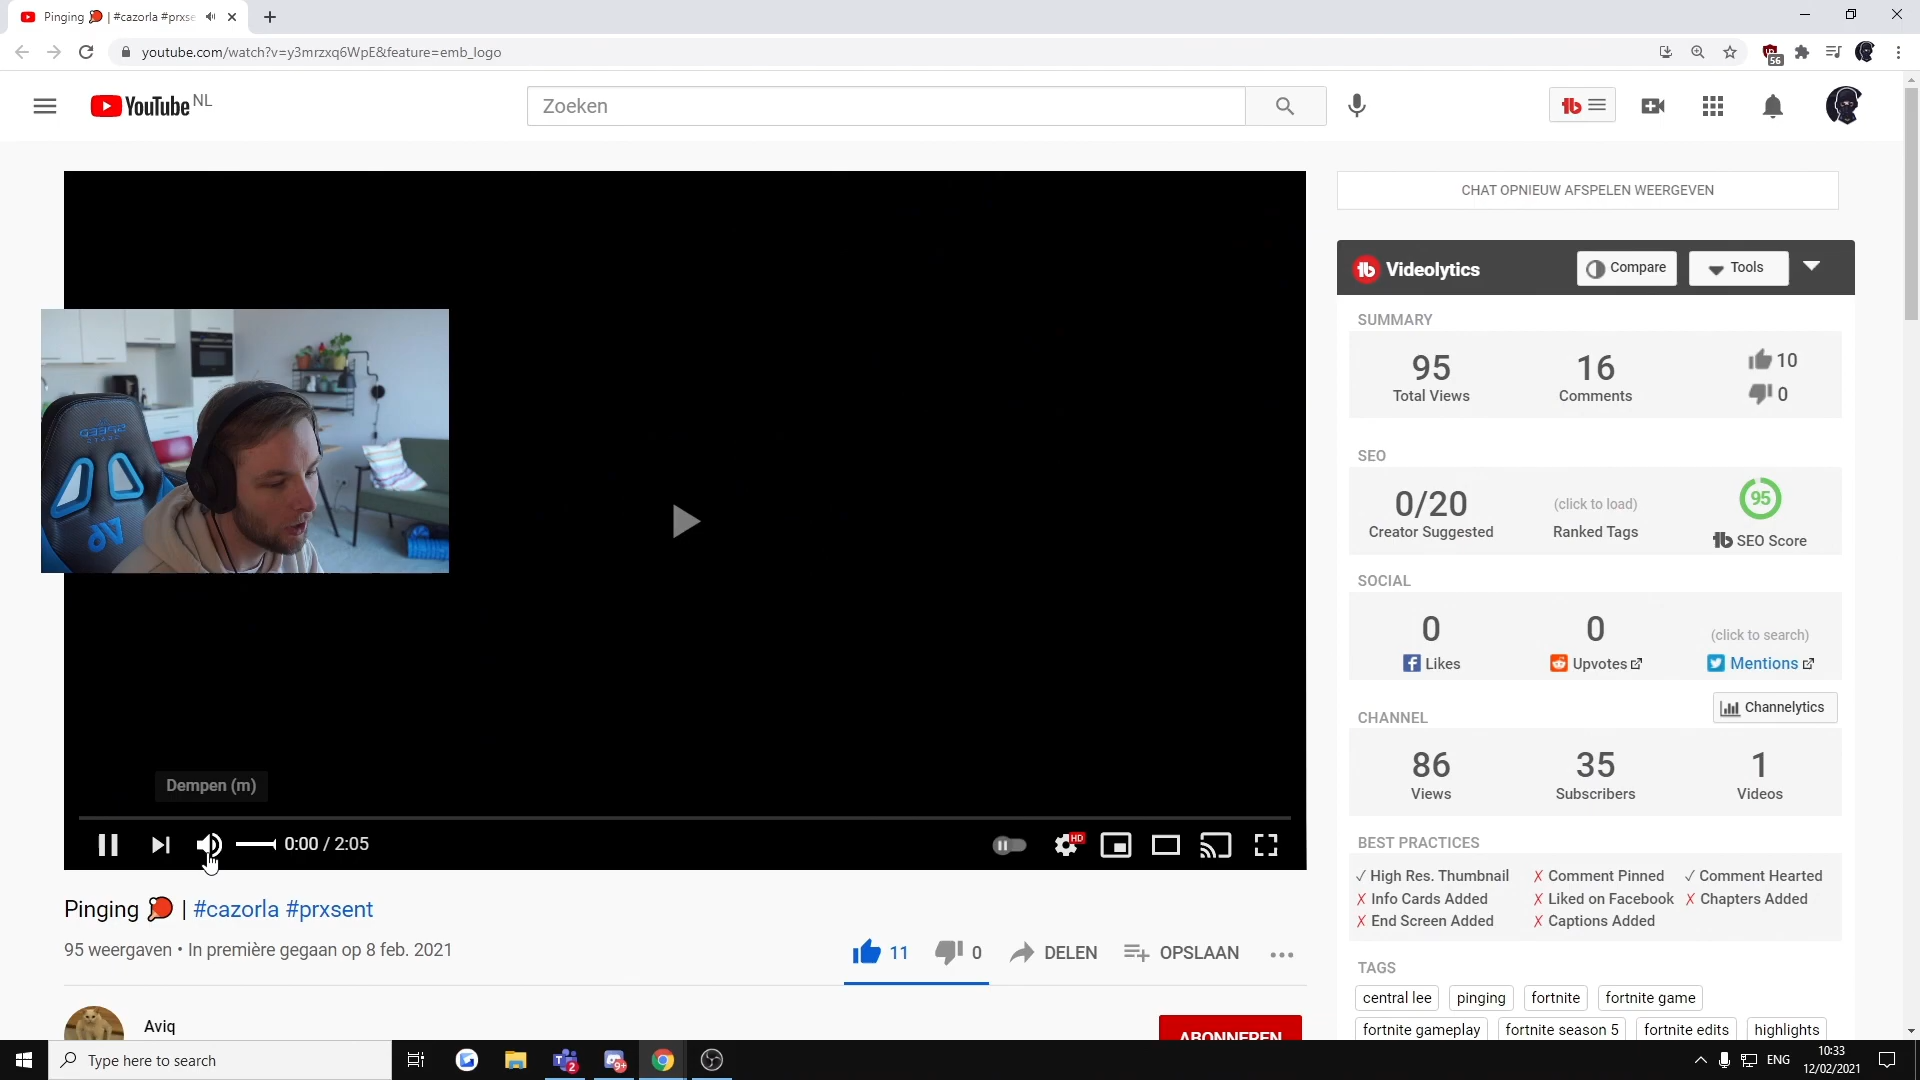 Pinging 🏓 | #cazorla #prxse
youtube.com/watch?v=y3mrzxq6WpE&feature=emb_logo
56
YouTube NL
Zoeken
CHAT OPNIEUW AFSPELEN WEERGEVEN
Videolytics
Compare
Tools
SUMMARY
95
Total Views
16
Comments
10
0
SEO
0/20
Creator Suggested
(click to load)
Ranked Tags
95
SEO Score
SOCIAL
0
Likes
0
Upvotes
(click to search)
Mentions
Channelytics
CHANNEL
86
Views
35
Subscribers
1
Videos
BEST PRACTICES
✓ High Res. Thumbnail
✗ Comment Pinned
✓ Comment Hearted
✗ Info Cards Added
✗ Liked on Facebook
✗ Chapters Added
✗ End Screen Added
✗ Captions Added
TAGS
central lee
pinging
fortnite
fortnite game
fortnite gameplay
fortnite season 5
fortnite edits
highlights
Dempen (m)
0:00 / 2:05
HD
Pinging 🏓 | #cazorla #prxsent
95 weergaven • In première gegaan op 8 feb. 2021
11
0
DELEN
OPSLAAN
Aviq
ABONNEREN
Type here to search
2
9+
ENG
10:33
12/02/2021